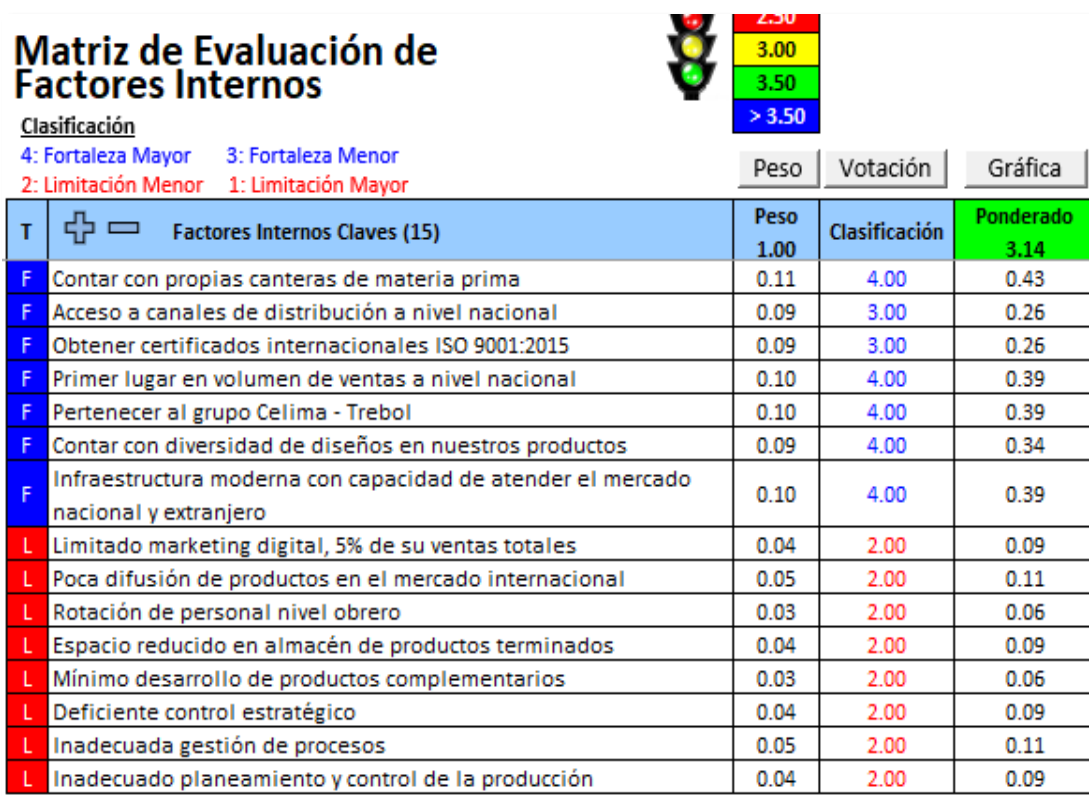 2.50
Matriz de Evaluación de
3.00
Factores Internos
3.50
> 3.50
Clasificación
4: Fortaleza Mayor 3: Fortaleza Menor
2: Limitación Menor 1: Limitación Mayor
Peso Votación Gráfica
T Factores Internos Claves (15) Peso Clasificación Ponderado
1.00 3.14
F Contar con propias canteras de materia prima 0.11 4.00 0.43
F Acceso a canales de distribución a nivel nacional 0.09 3.00 0.26
F Obtener certificados internacionales ISO 9001:2015 0.09 3.00 0.26
F Primer lugar en volumen de ventas a nivel nacional 0.10 4.00 0.39
F Pertenecer al grupo Celima - Trebol 0.10 4.00 0.39
F Contar con diversidad de diseños en nuestros productos 0.09 4.00 0.34
F Infraestructura moderna con capacidad de atender el mercado
nacional y extranjero 0.10 4.00 0.39
L Limitado marketing digital, 5% de su ventas totales 0.04 2.00 0.09
L Poca difusión de productos en el mercado internacional 0.05 2.00 0.11
L Rotación de personal nivel obrero 0.03 2.00 0.06
L Espacio reducido en almacén de productos terminados 0.04 2.00 0.09
L Mínimo desarrollo de productos complementarios 0.03 2.00 0.06
L Deficiente control estratégico 0.04 2.00 0.09
L Inadecuada gestión de procesos 0.05 2.00 0.11
L Inadecuado planeamiento y control de la producción 0.04 2.00 0.09